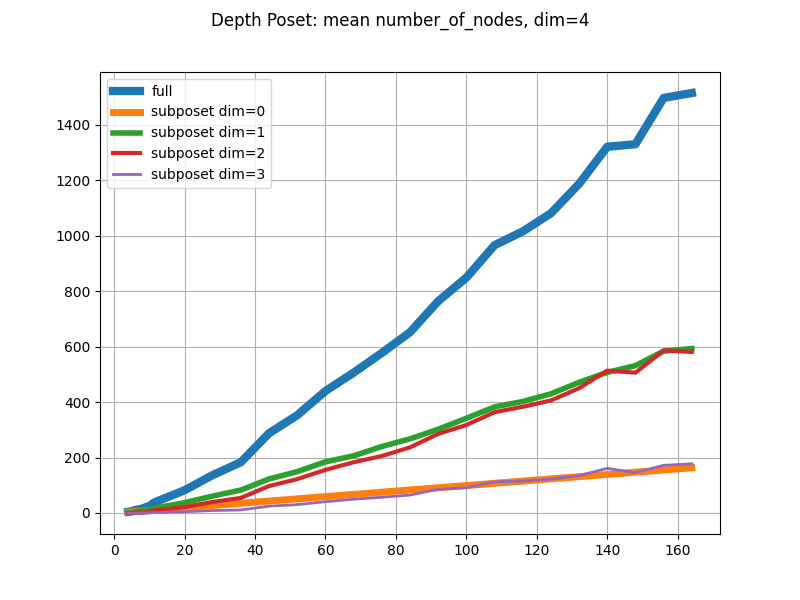 Depth Poset: mean number_of_nodes, dim=4
full
subposet dim=0
subposet dim=1
subposet dim=2
subposet dim=3
1400
1200
1000
800
600
400
200
0
0 20 40 60 80 100 120 140 160